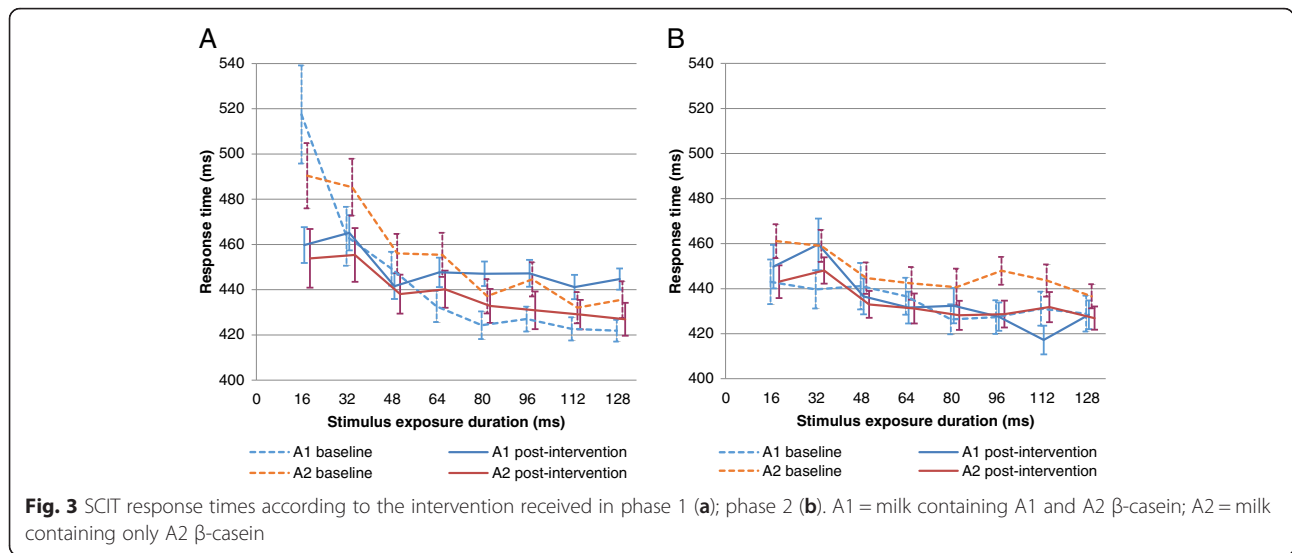 A
B
540
520
500
480
460
440
420
400
Response time (ms)
0 16 32 48 64 80 96 112 128
Stimulus exposure duration (ms)
A1 baseline A1 post-intervention
A2 baseline A2 post-intervention
540
520
500
480
460
440
420
400
Response time (ms)
0 16 32 48 64 80 96 112 128
Stimulus exposure duration (ms)
A1 baseline A1 post-intervention
A2 baseline A2 post-intervention
Fig. 3 SCIT response times according to the intervention received in phase 1 (a); phase 2 (b). A1 = milk containing A1 and A2 β-casein; A2 = milk
containing only A2 β-casein